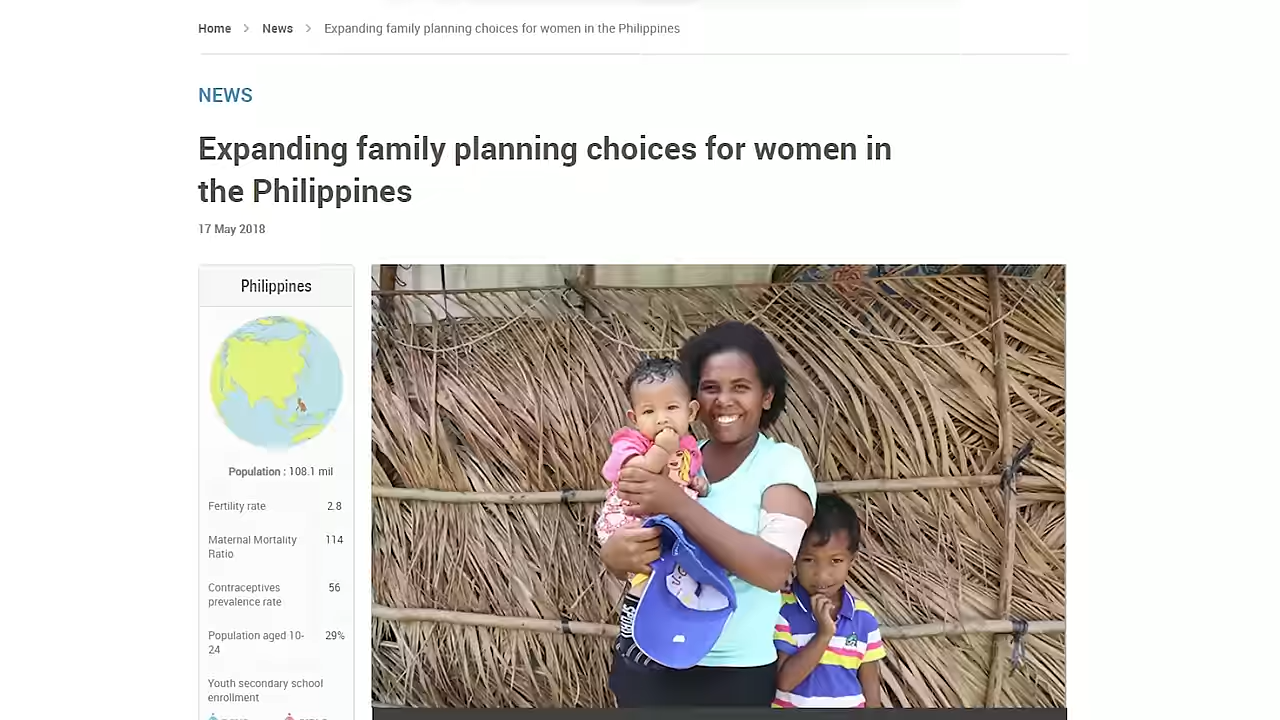 Home > News > Expanding family planning choices for women in the Philippines
NEWS
Expanding family planning choices for women in
the Philippines
17 May 2018
Philippines
Population : 108.1 mil
Fertility rate 2.8
Maternal Mortality 114
Ratio
Contraceptives 56
prevalence rate
Population aged 10- 29%
24
Youth secondary school
enrollment